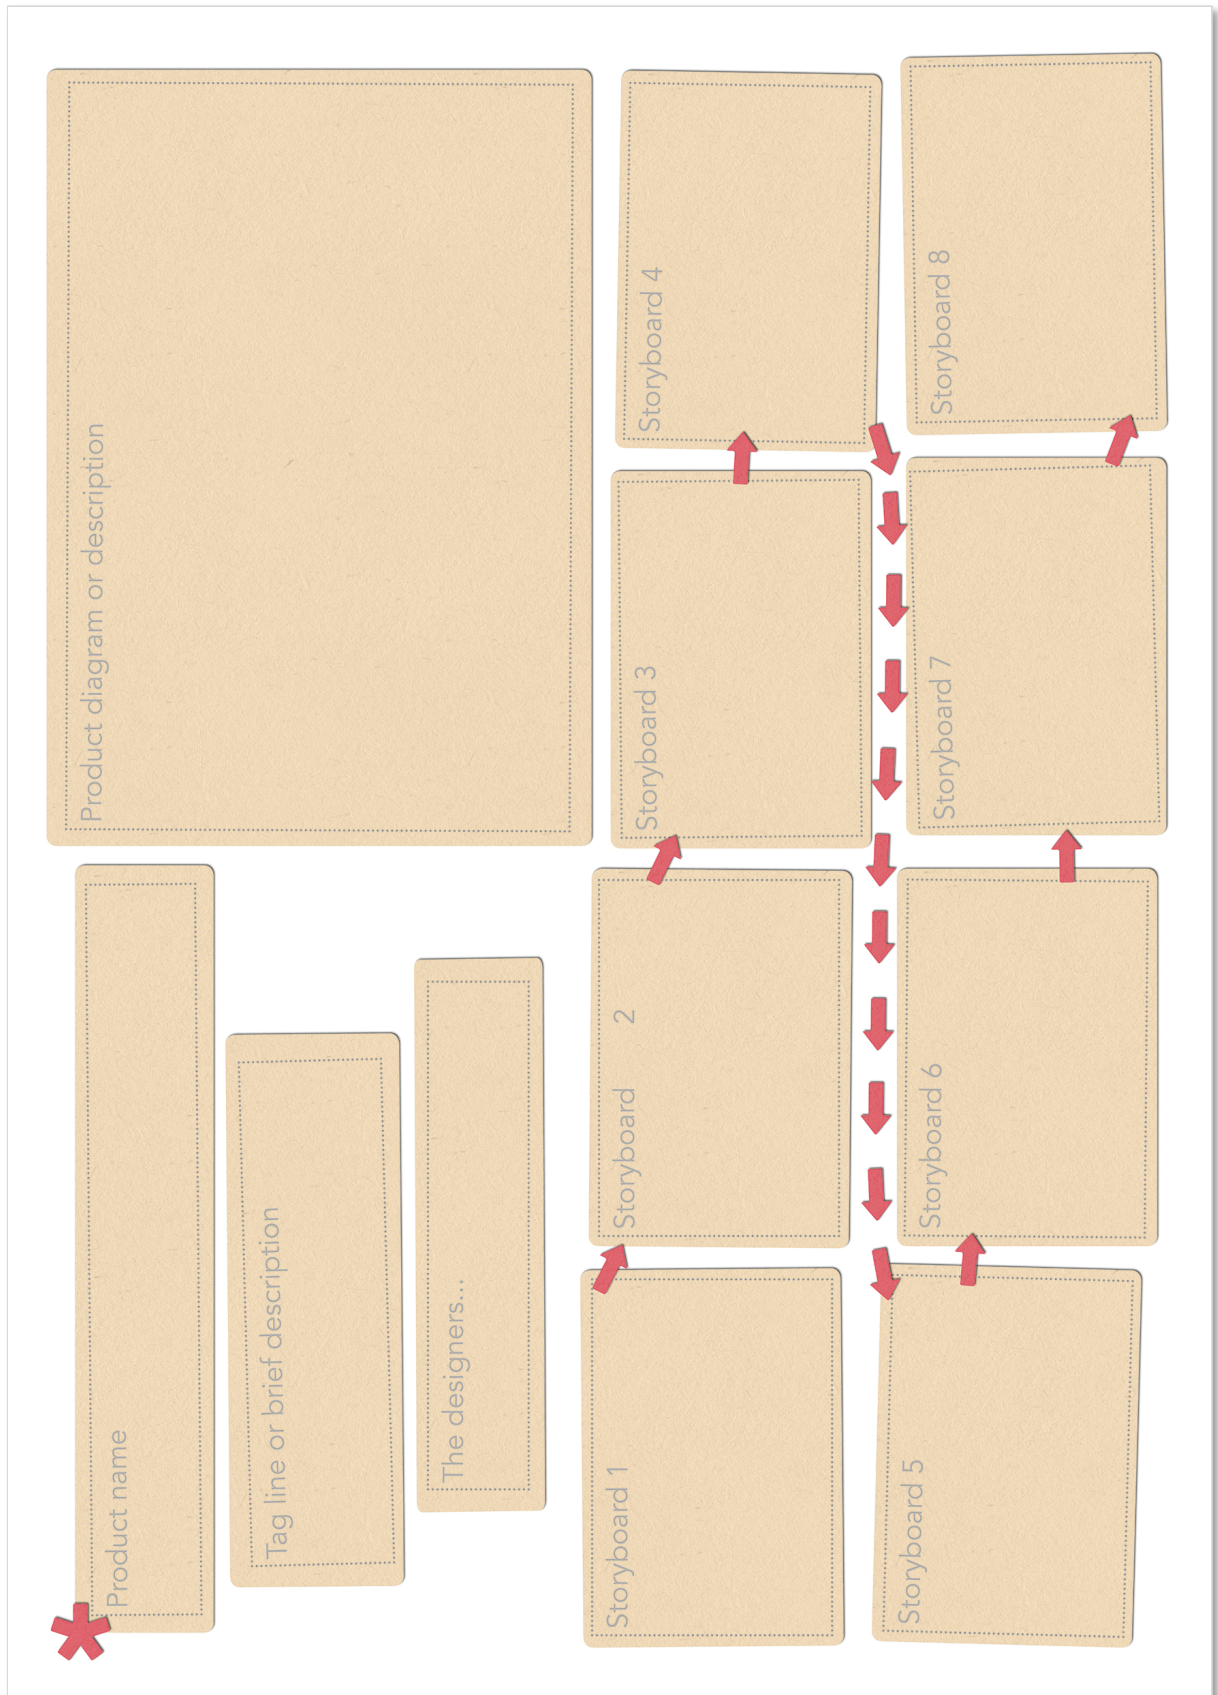 Product name
Tag line or brief description
The designers...
Product diagram or description
Storyboard 1
Storyboard 2
Storyboard 3
Storyboard 4
Storyboard 5
Storyboard 6
Storyboard 7
Storyboard 8